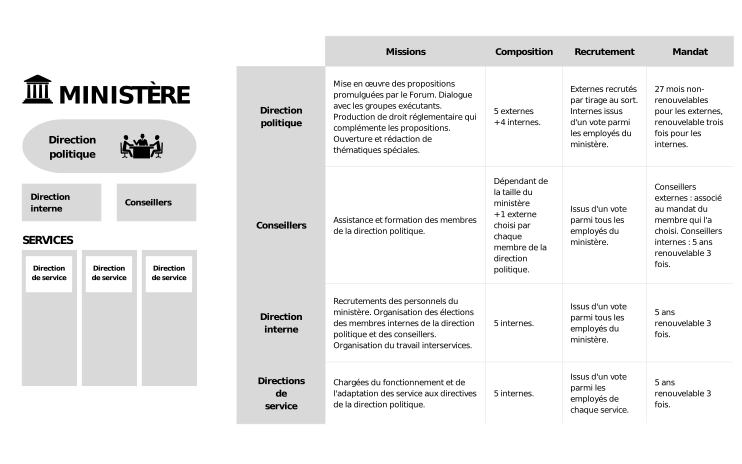 MINISTÈRE
Direction
politique
Direction
interne
Conseillers
SERVICES
Direction
de service
Direction
de service
Direction
de service
Missions
Composition
Recrutement
Mandat
Direction
politique
Mise en œuvre des propositions
promulguées par le Forum. Dialogue
avec les groupes exécutants.
Production de droit réglementaire qui
complémente les propositions.
Ouverture et rédaction de
thématiques spéciales.
5 externes
+4 internes.
Externes recrutés
par tirage au sort.
Internes issus
d'un vote parmi
les employés du
ministère.
27 mois non-
renouvelables
pour les externes,
renouvelable trois
fois pour les
internes.
Conseillers
Assistance et formation des membres
de la direction politique.
Dépendant de
la taille du
ministère
+1 externe
choisi par
chaque
membre de la
direction
politique.
Issus d'un vote
parmi tous les
employés du
ministère.
Conseillers
externes : associé
au mandat du
membre qui l'a
choisi. Conseillers
internes : 5 ans
renouvelable 3
fois.
Direction
interne
Recrutements des personnels du
ministère. Organisation des élections
des membres internes de la direction
politique et des conseillers.
Organisation du travail interservices.
5 internes.
Issus d'un vote
parmi tous les
employés du
ministère.
5 ans
renouvelable 3
fois.
Directions
de
service
Chargées du fonctionnement et de
l'adaptation des service aux directives
de la direction politique.
5 internes.
Issus d'un vote
parmi les
employés de
chaque service.
5 ans
renouvelable 3
fois.